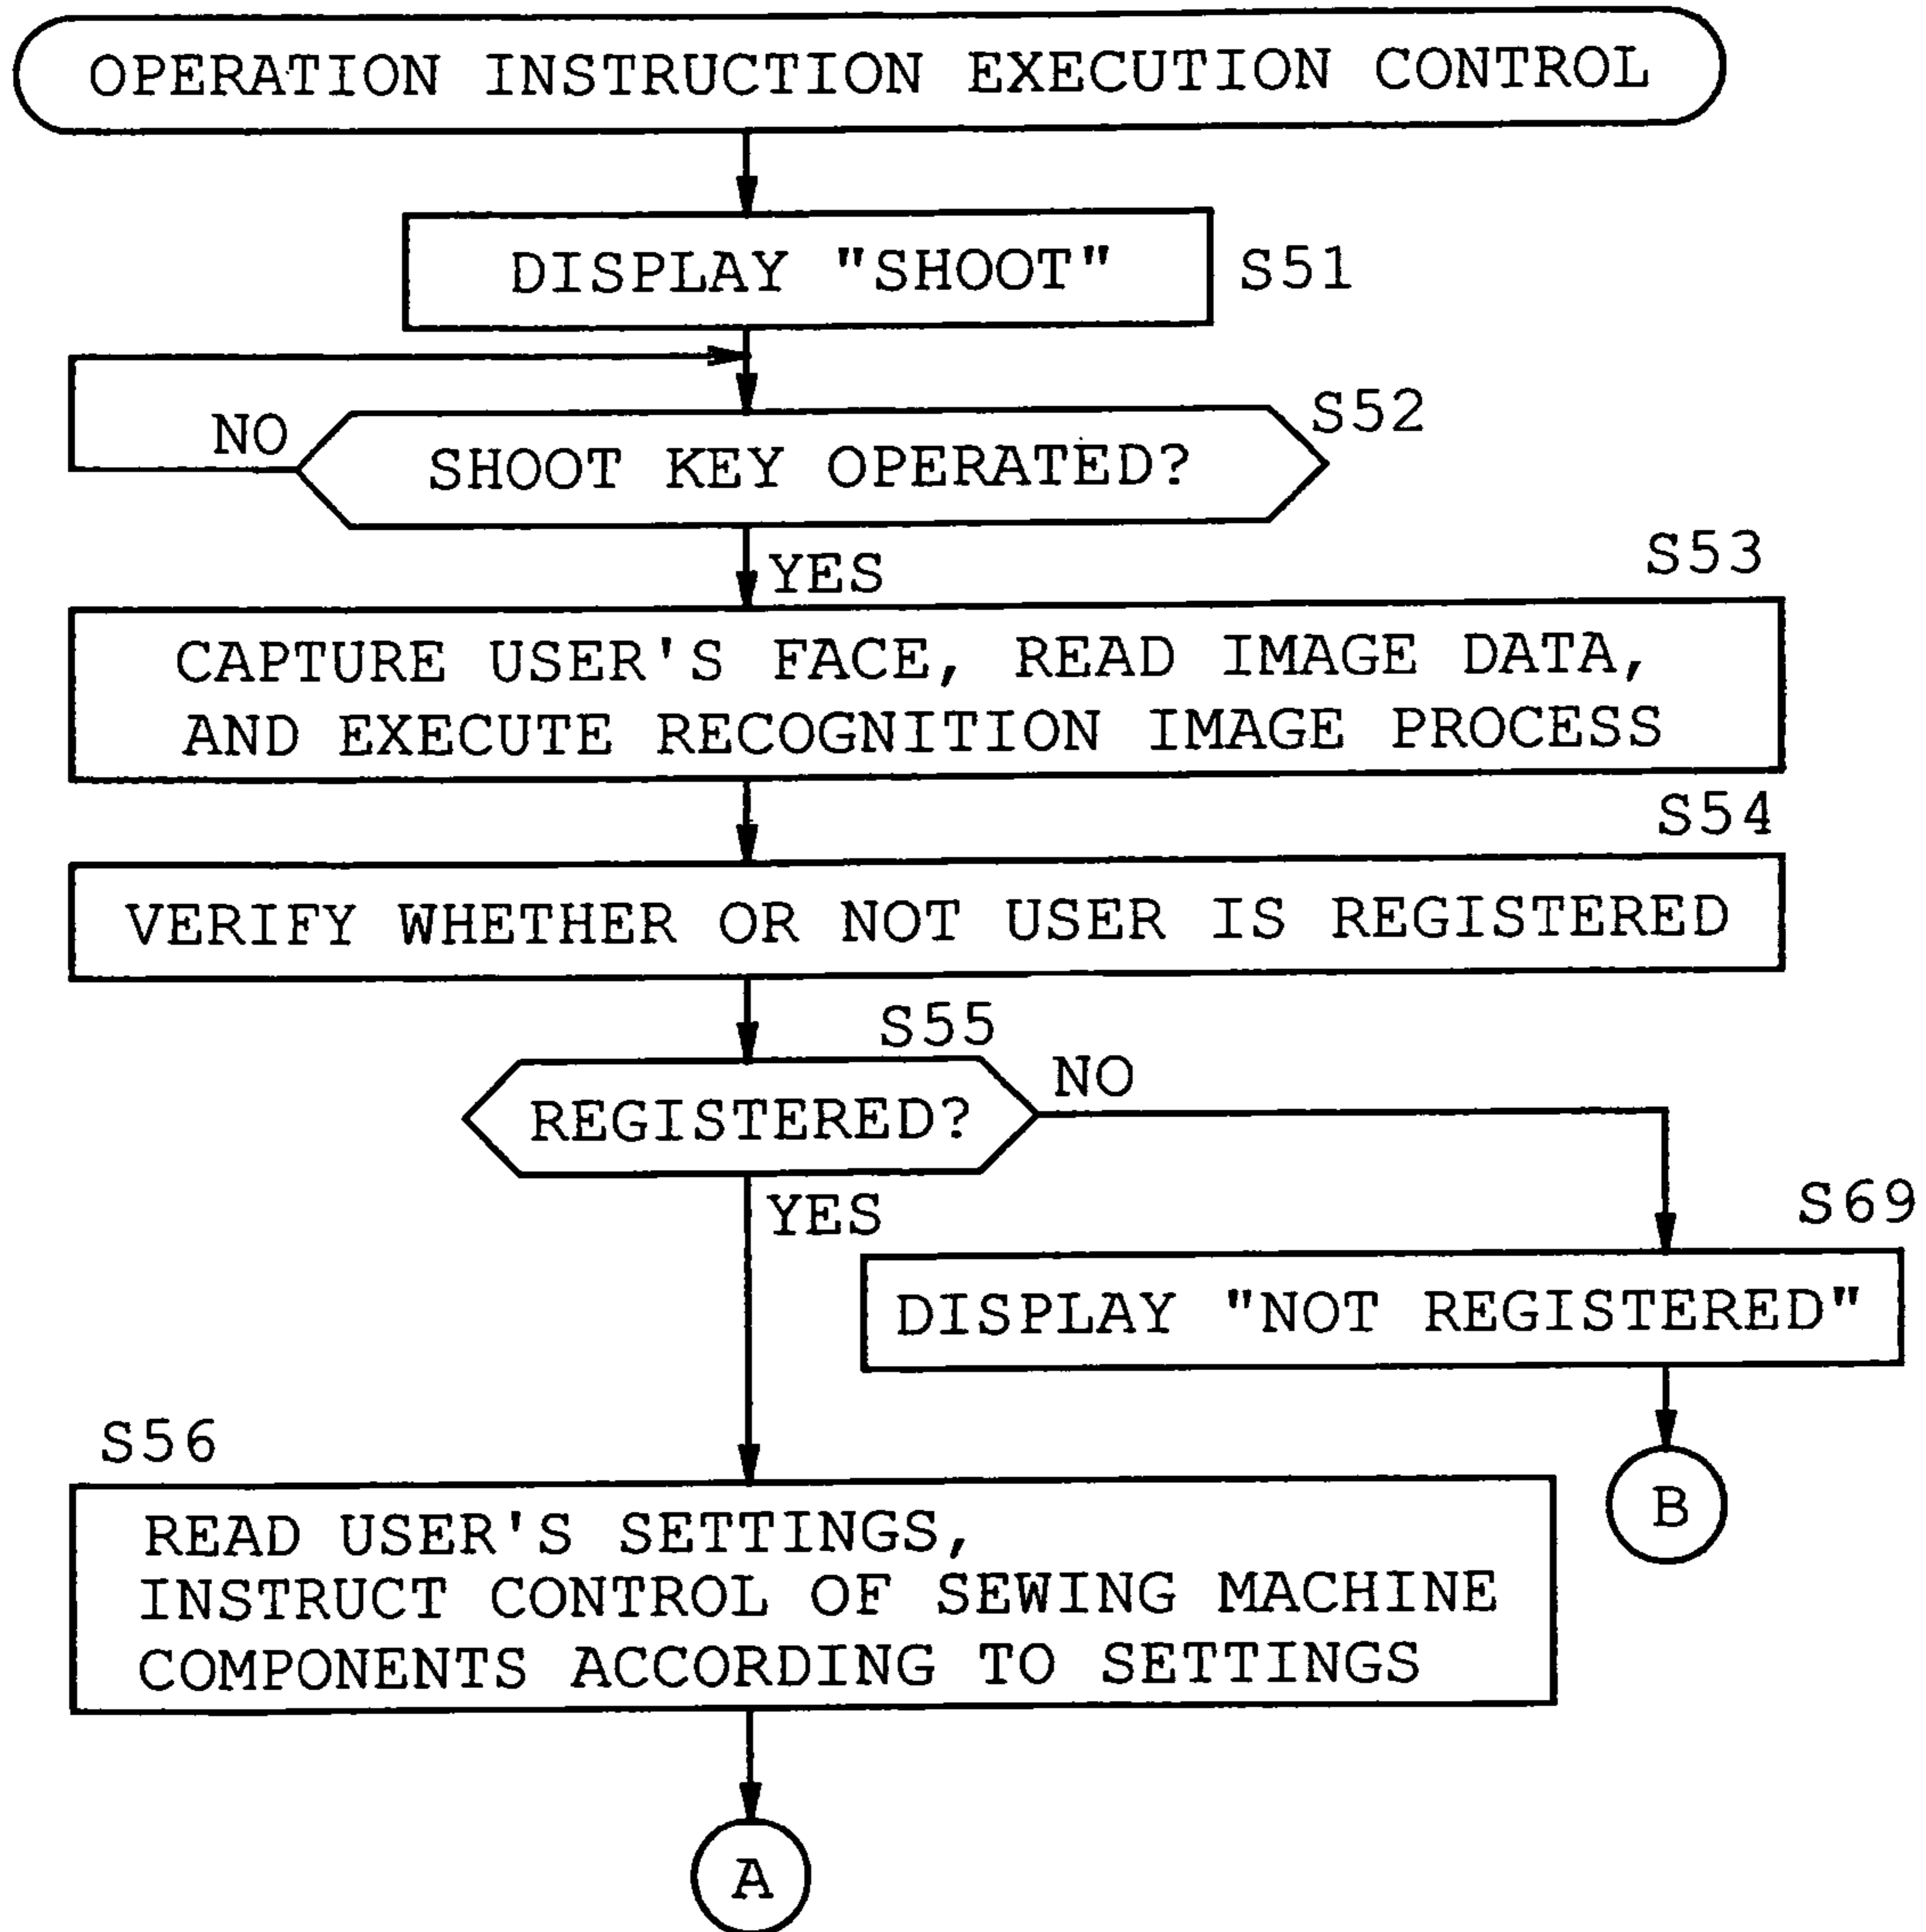 OPERATION INSTRUCTION EXECUTION CONTROL
DISPLAY "SHOOT"
S51
S52
NO
SHOOT KEY OPERATED?
YES
S53
CAPTURE USER'S FACE, READ IMAGE DATA,
AND EXECUTE RECOGNITION IMAGE PROCESS
S54
VERIFY WHETHER OR NOT USER IS REGISTERED
S55
NO
REGISTERED?
YES
S69
DISPLAY "NOT REGISTERED"
B
S56
READ USER'S SETTINGS,
INSTRUCT CONTROL OF SEWING MACHINE
COMPONENTS ACCORDING TO SETTINGS
A